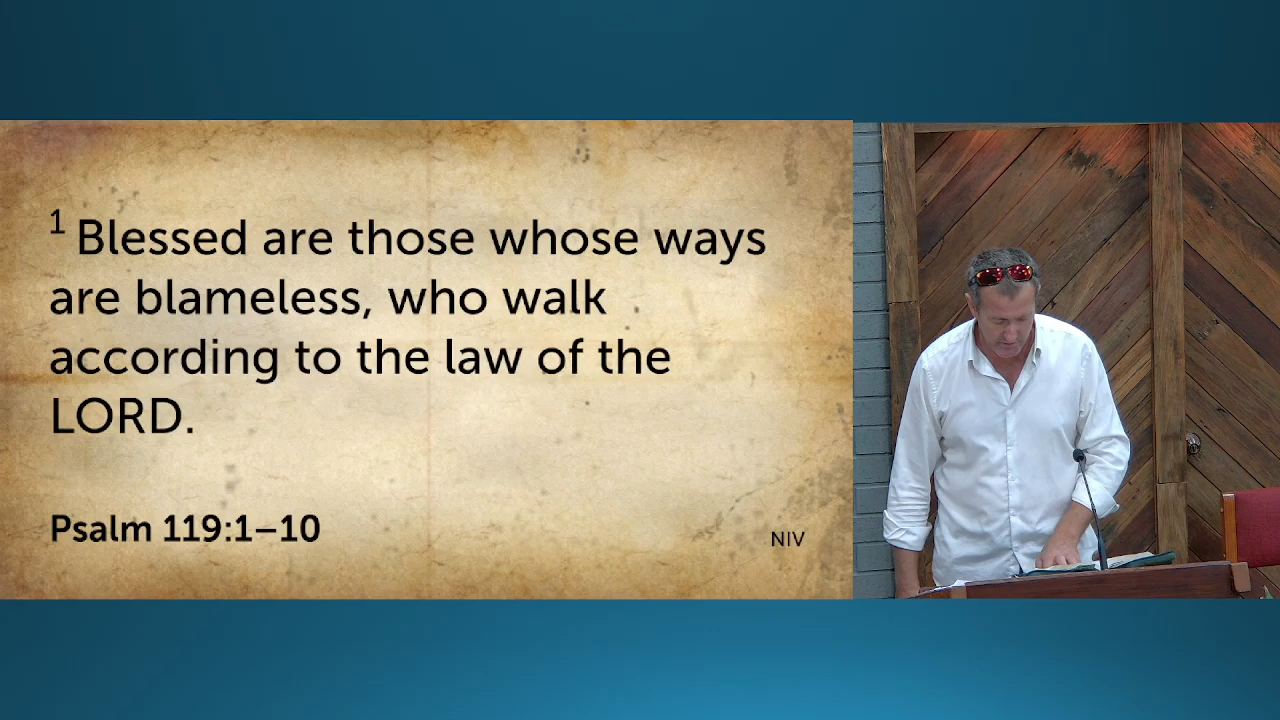 1 Blessed are those whose ways
are blameless, who walk
according to the law of the
LORD.
Psalm 119:1–10
NIV